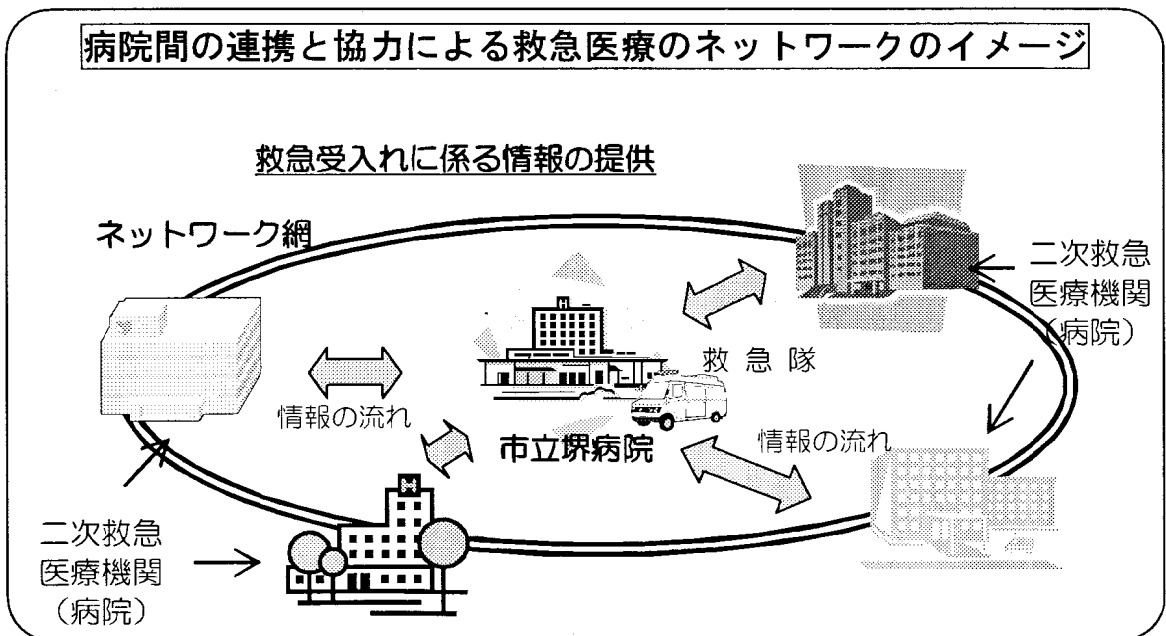 病院間の連携と協力による救急医療のネットワークのイメージ
救急受入れに係る情報の提供
ネットワーク網
二次救急
医療機関
(病院)
救急隊
情報の流れ
市立堺病院
情報の流れ
二次救急
医療機関
(病院)
H
H